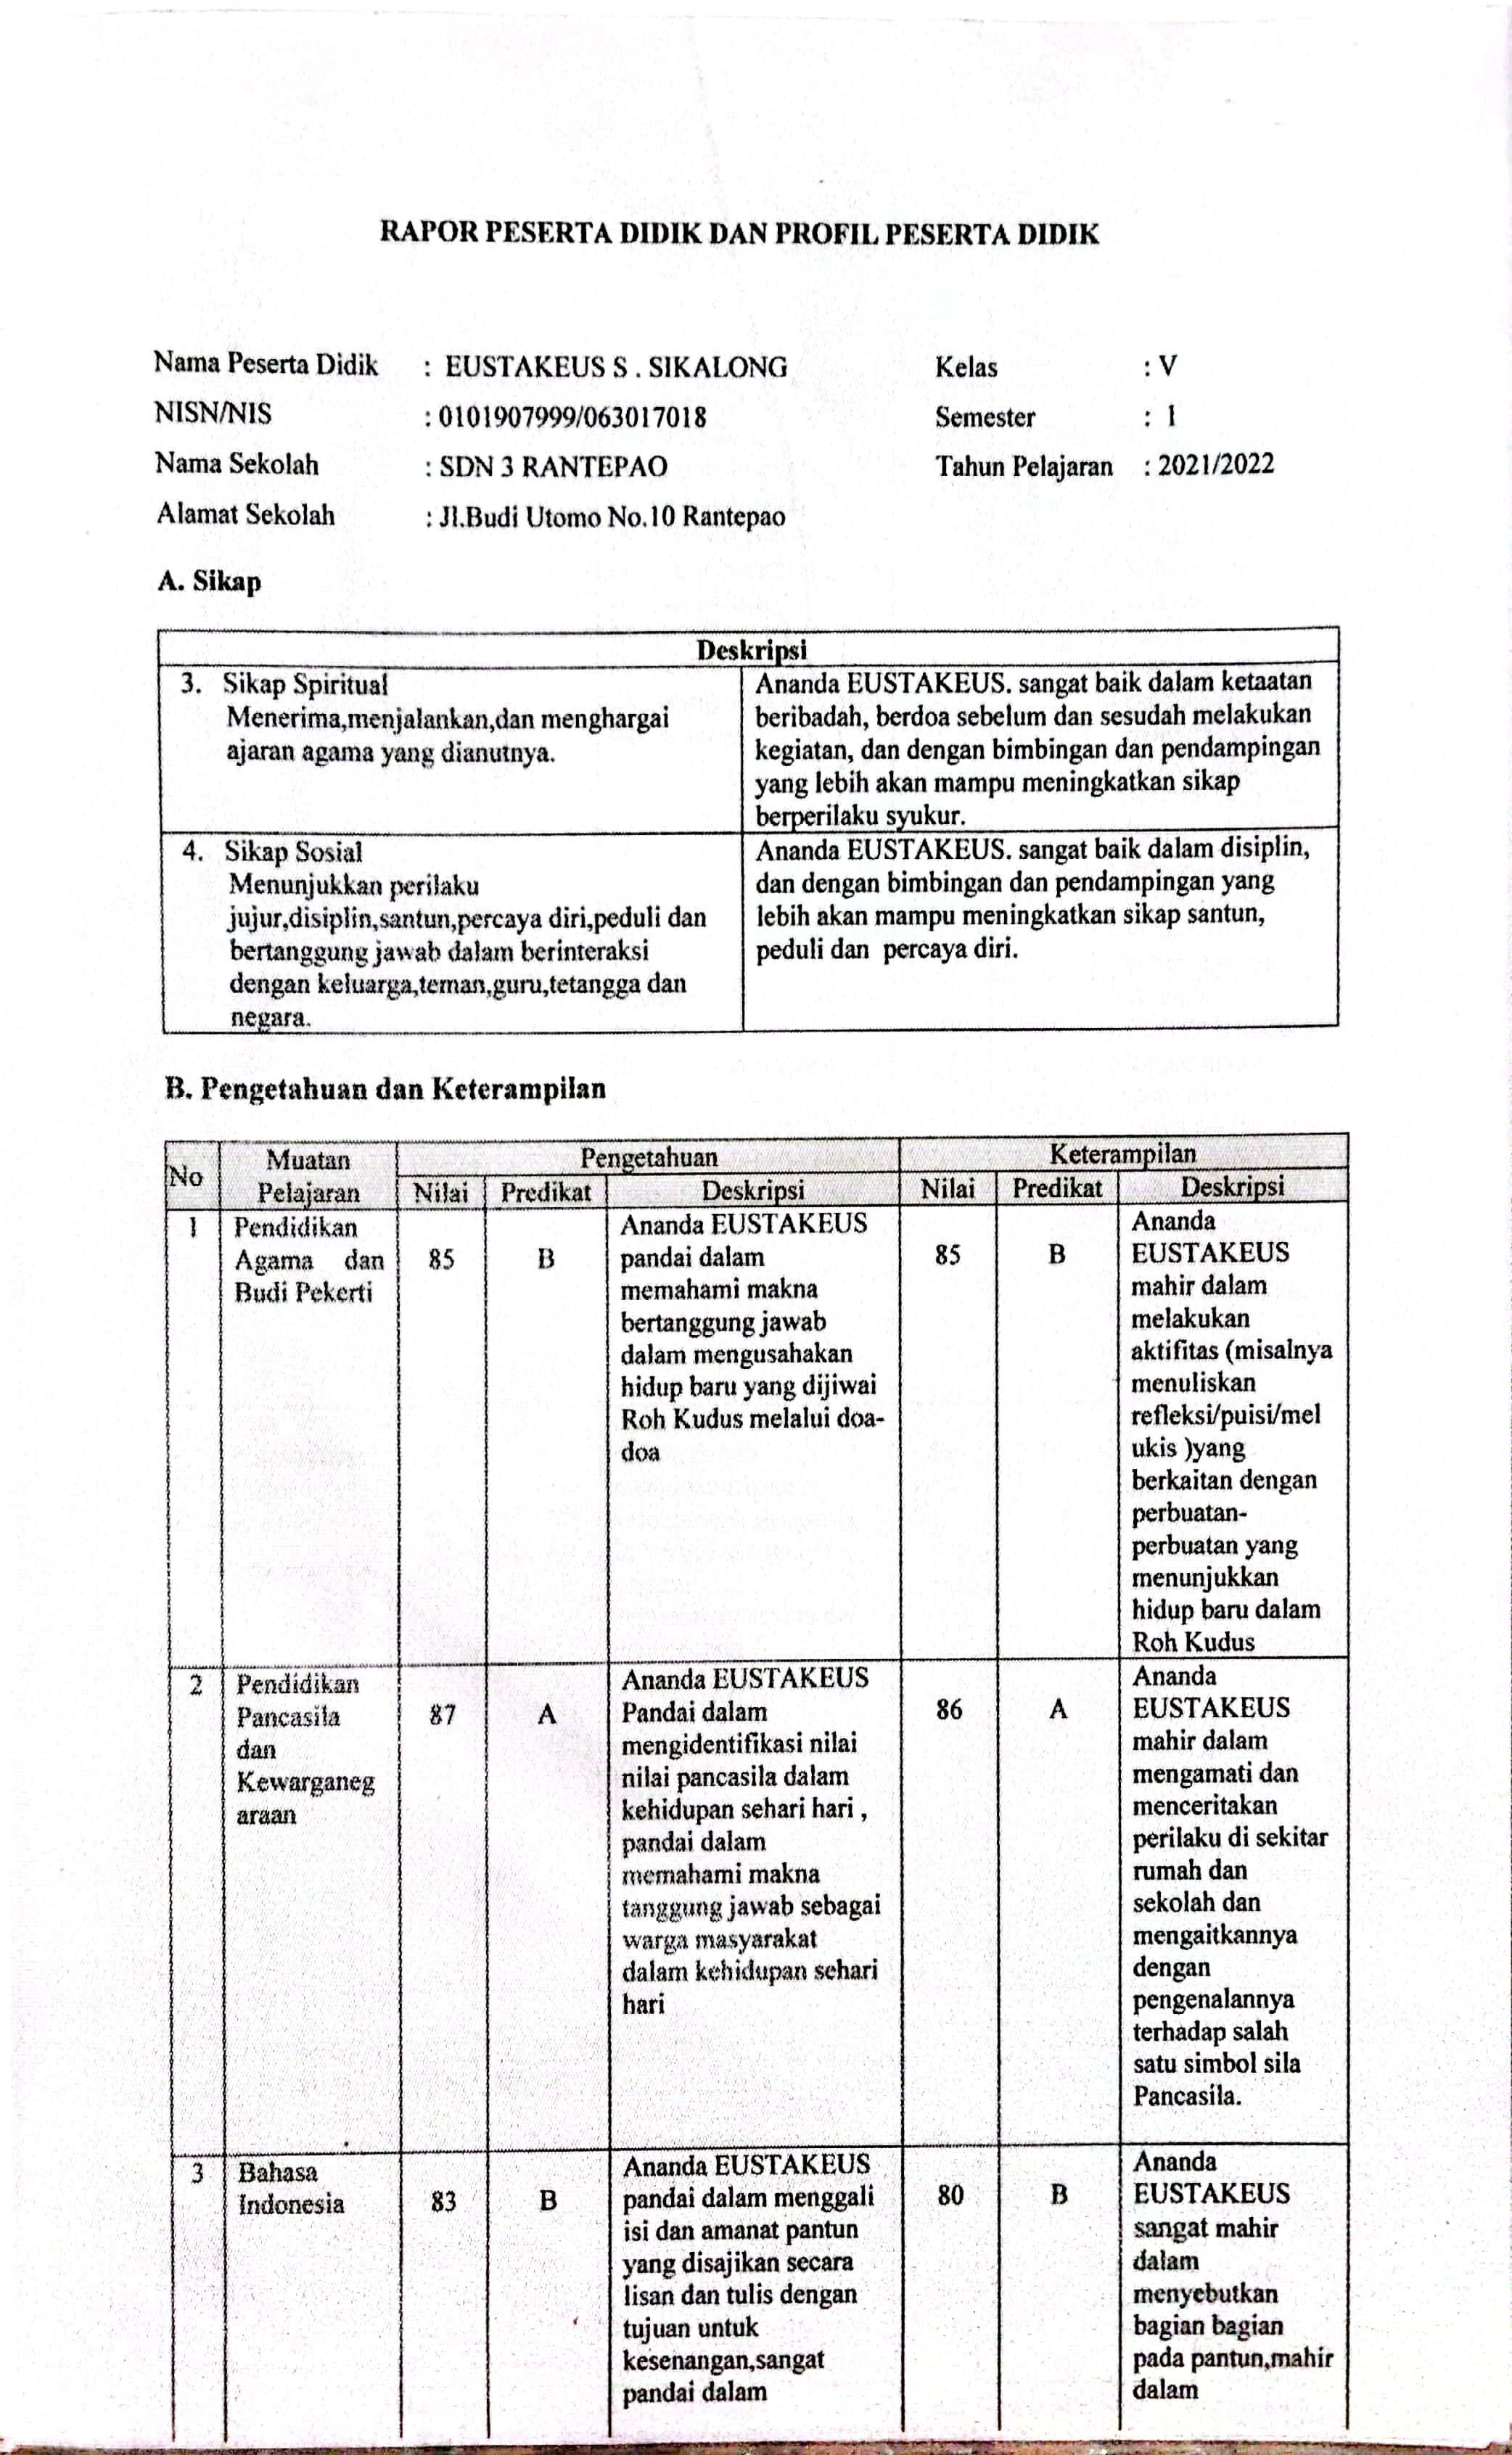 RAPOR PESERTA DIDIK DAN PROFIL PESERTA DIDIK
Nama Peserta Didik : EUSTAKEUS S . SIKALONG Kelas : V
NISN/NIS : 0101907999/063017018 Semester : 1
Nama Sekolah : SDN 3 RANTEPAO Tahun Pelajaran : 2021/2022
Alamat Sekolah : Jl.Budi Utomo No.10 Rantepao
A. Sikap
Deskripsi
3. Sikap Spiritual
Menerima,menjalankan,dan menghargai
ajaran agama yang dianutnya.
Ananda EUSTAKEUS. sangat baik dalam ketaatan
beribadah, berdoa sebelum dan sesudah melakukan
kegiatan, dan dengan bimbingan dan pendampingan
yang lebih akan mampu meningkatkan sikap
berperilaku syukur.
4. Sikap Sosial
Menunjukkan perilaku
jujur,disiplin,santun,percaya diri,peduli dan
bertanggung jawab dalam berinteraksi
dengan keluarga,teman,guru,tetangga dan
negara.
Ananda EUSTAKEUS. sangat baik dalam disiplin,
dan dengan bimbingan dan pendampingan yang
lebih akan mampu meningkatkan sikap santun,
peduli dan percaya diri.
B. Pengetahuan dan Keterampilan
No
Muatan
Pelajaran
Pengetahuan
Keterampilan
Nilai Predikat Deskripsi Nilai Predikat Deskripsi
1
Pendidikan
Agama dan
Budi Pekerti
85
B
Ananda EUSTAKEUS
pandai dalam
memahami makna
bertanggung jawab
dalam mengusahakan
hidup baru yang dijiwai
Roh Kudus melalui doa-
doa
85
B
Ananda
EUSTAKEUS
mahir dalam
melakukan
aktifitas (misalnya
menuliskan
refleksi/puisi/mel
ukis )yang
berkaitan dengan
perbuatan-
perbuatan yang
menunjukkan
hidup baru dalam
Roh Kudus
2
Pendidikan
Pancasila
dan
Kewarganeg
araan
87
A
Ananda EUSTAKEUS
Pandai dalam
mengidentifikasi nilai
nilai pancasila dalam
kehidupan sehari hari ,
pandai dalam
memahami makna
tanggung jawab sebagai
warga masyarakat
dalam kehidupan sehari
hari
86
A
Ananda
EUSTAKEUS
mahir dalam
mengamati dan
menceritakan
perilaku di sekitar
rumah dan
sekolah dan
mengaitkannya
dengan
pengenalannya
terhadap salah
satu simbol sila
Pancasila.
3
Bahasa
Indonesia
83
B
Ananda EUSTAKEUS
pandai dalam menggali
isi dan amanat pantun
yang disajikan secara
lisan dan tulis dengan
tujuan untuk
kesenangan,sangat
pandai dalam
80
B
Ananda
EUSTAKEUS
sangat mahir
dalam
menyebutkan
bagian bagian
pada pantun,mahir
dalam